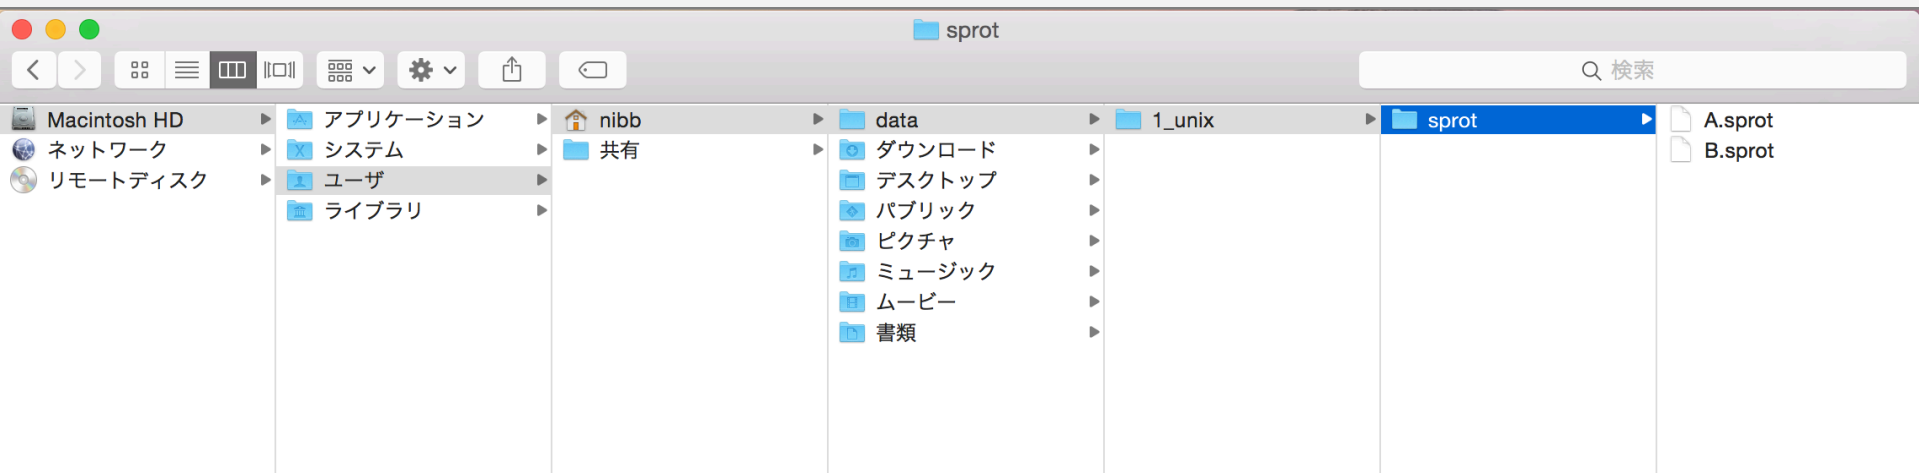 sprot
検索
Macintosh HD
ネットワーク
リモートディスク
アプリケーション
システム
ユーザ
ライブラリ
nibb
共有
data
ダウンロード
デスクトップ
パブリック
ピクチャ
ミュージック
ムービー
書類
1_unix
sprot
A.sprot
B.sprot